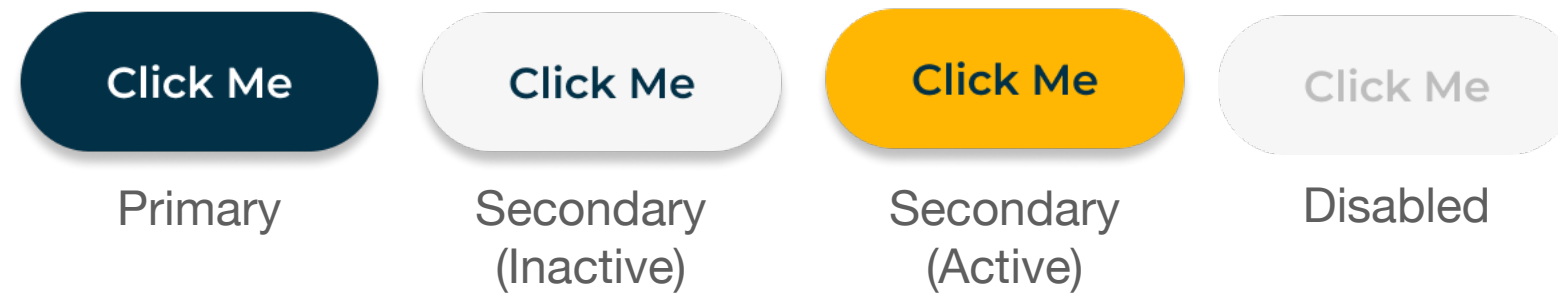 Click Me
Click Me
Click Me
Click Me
Primary
Secondary
(Inactive)
Secondary
(Active)
Disabled